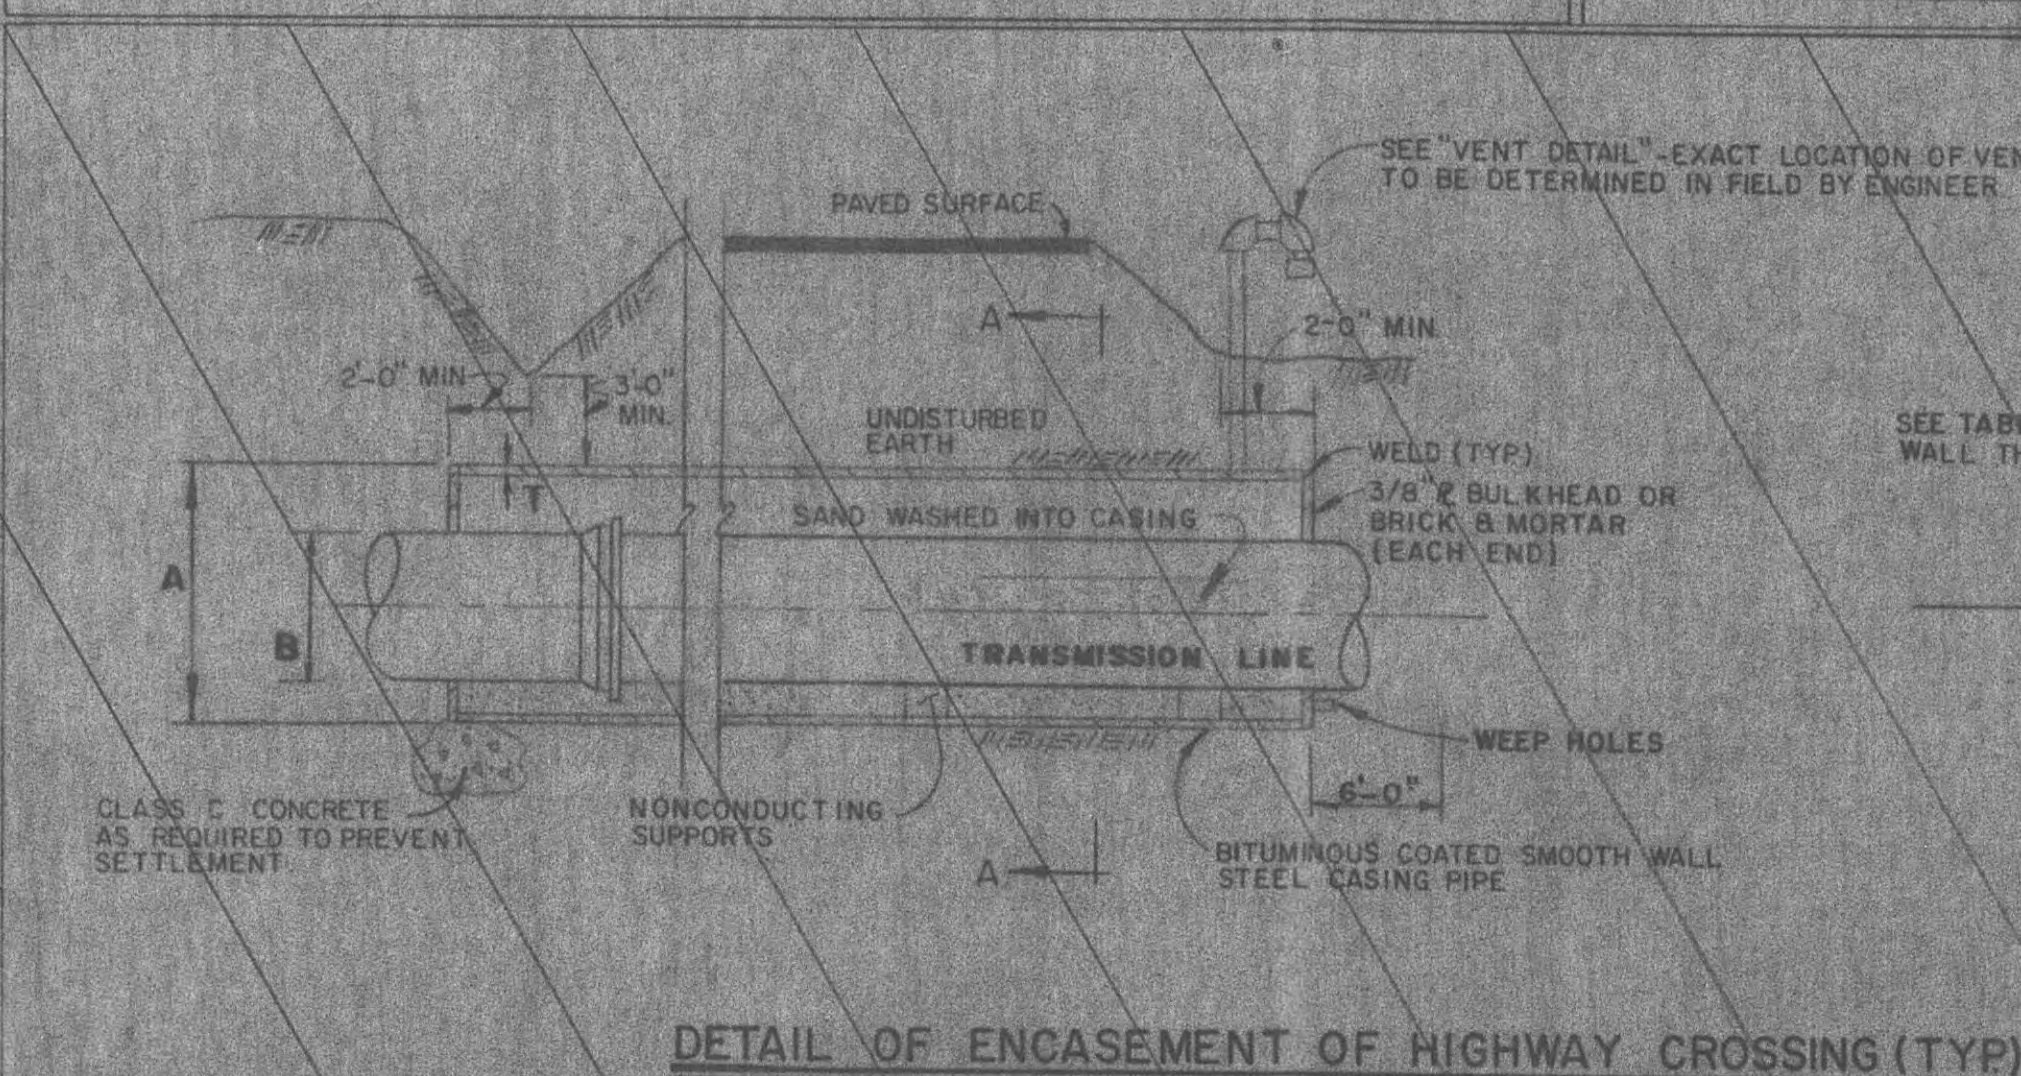 SEE "VENT DETAIL"-EXACT LOCATION OF
TO BE DETERMINED IN FIELD BY ENGINEER
PAVED SURFACE
A
2-0" MIN.
2'-0" MIN
3'-0"
MIN.
UNDISTURBED
EARTH
SEE
WALL
WELD (TYP.)
T
3/8" ℞ BULKHEAD OR
BRICK & MORTAR
(EACH END)
SAND WASHED INTO CASING
A
B
TRANSMISSION LINE
WEEP HOLES
6'-0"
CLASS C CONCRETE
AS REQUIRED TO PREVENT
SETTLEMENT.
NONCONDUCTING
SUPPORTS
A
BITUMINOUS COATED SMOOTH WALL
STEEL CASING PIPE
DETAIL OF ENCASEMENT OF HIGHWAY CROSSING (TYP.)